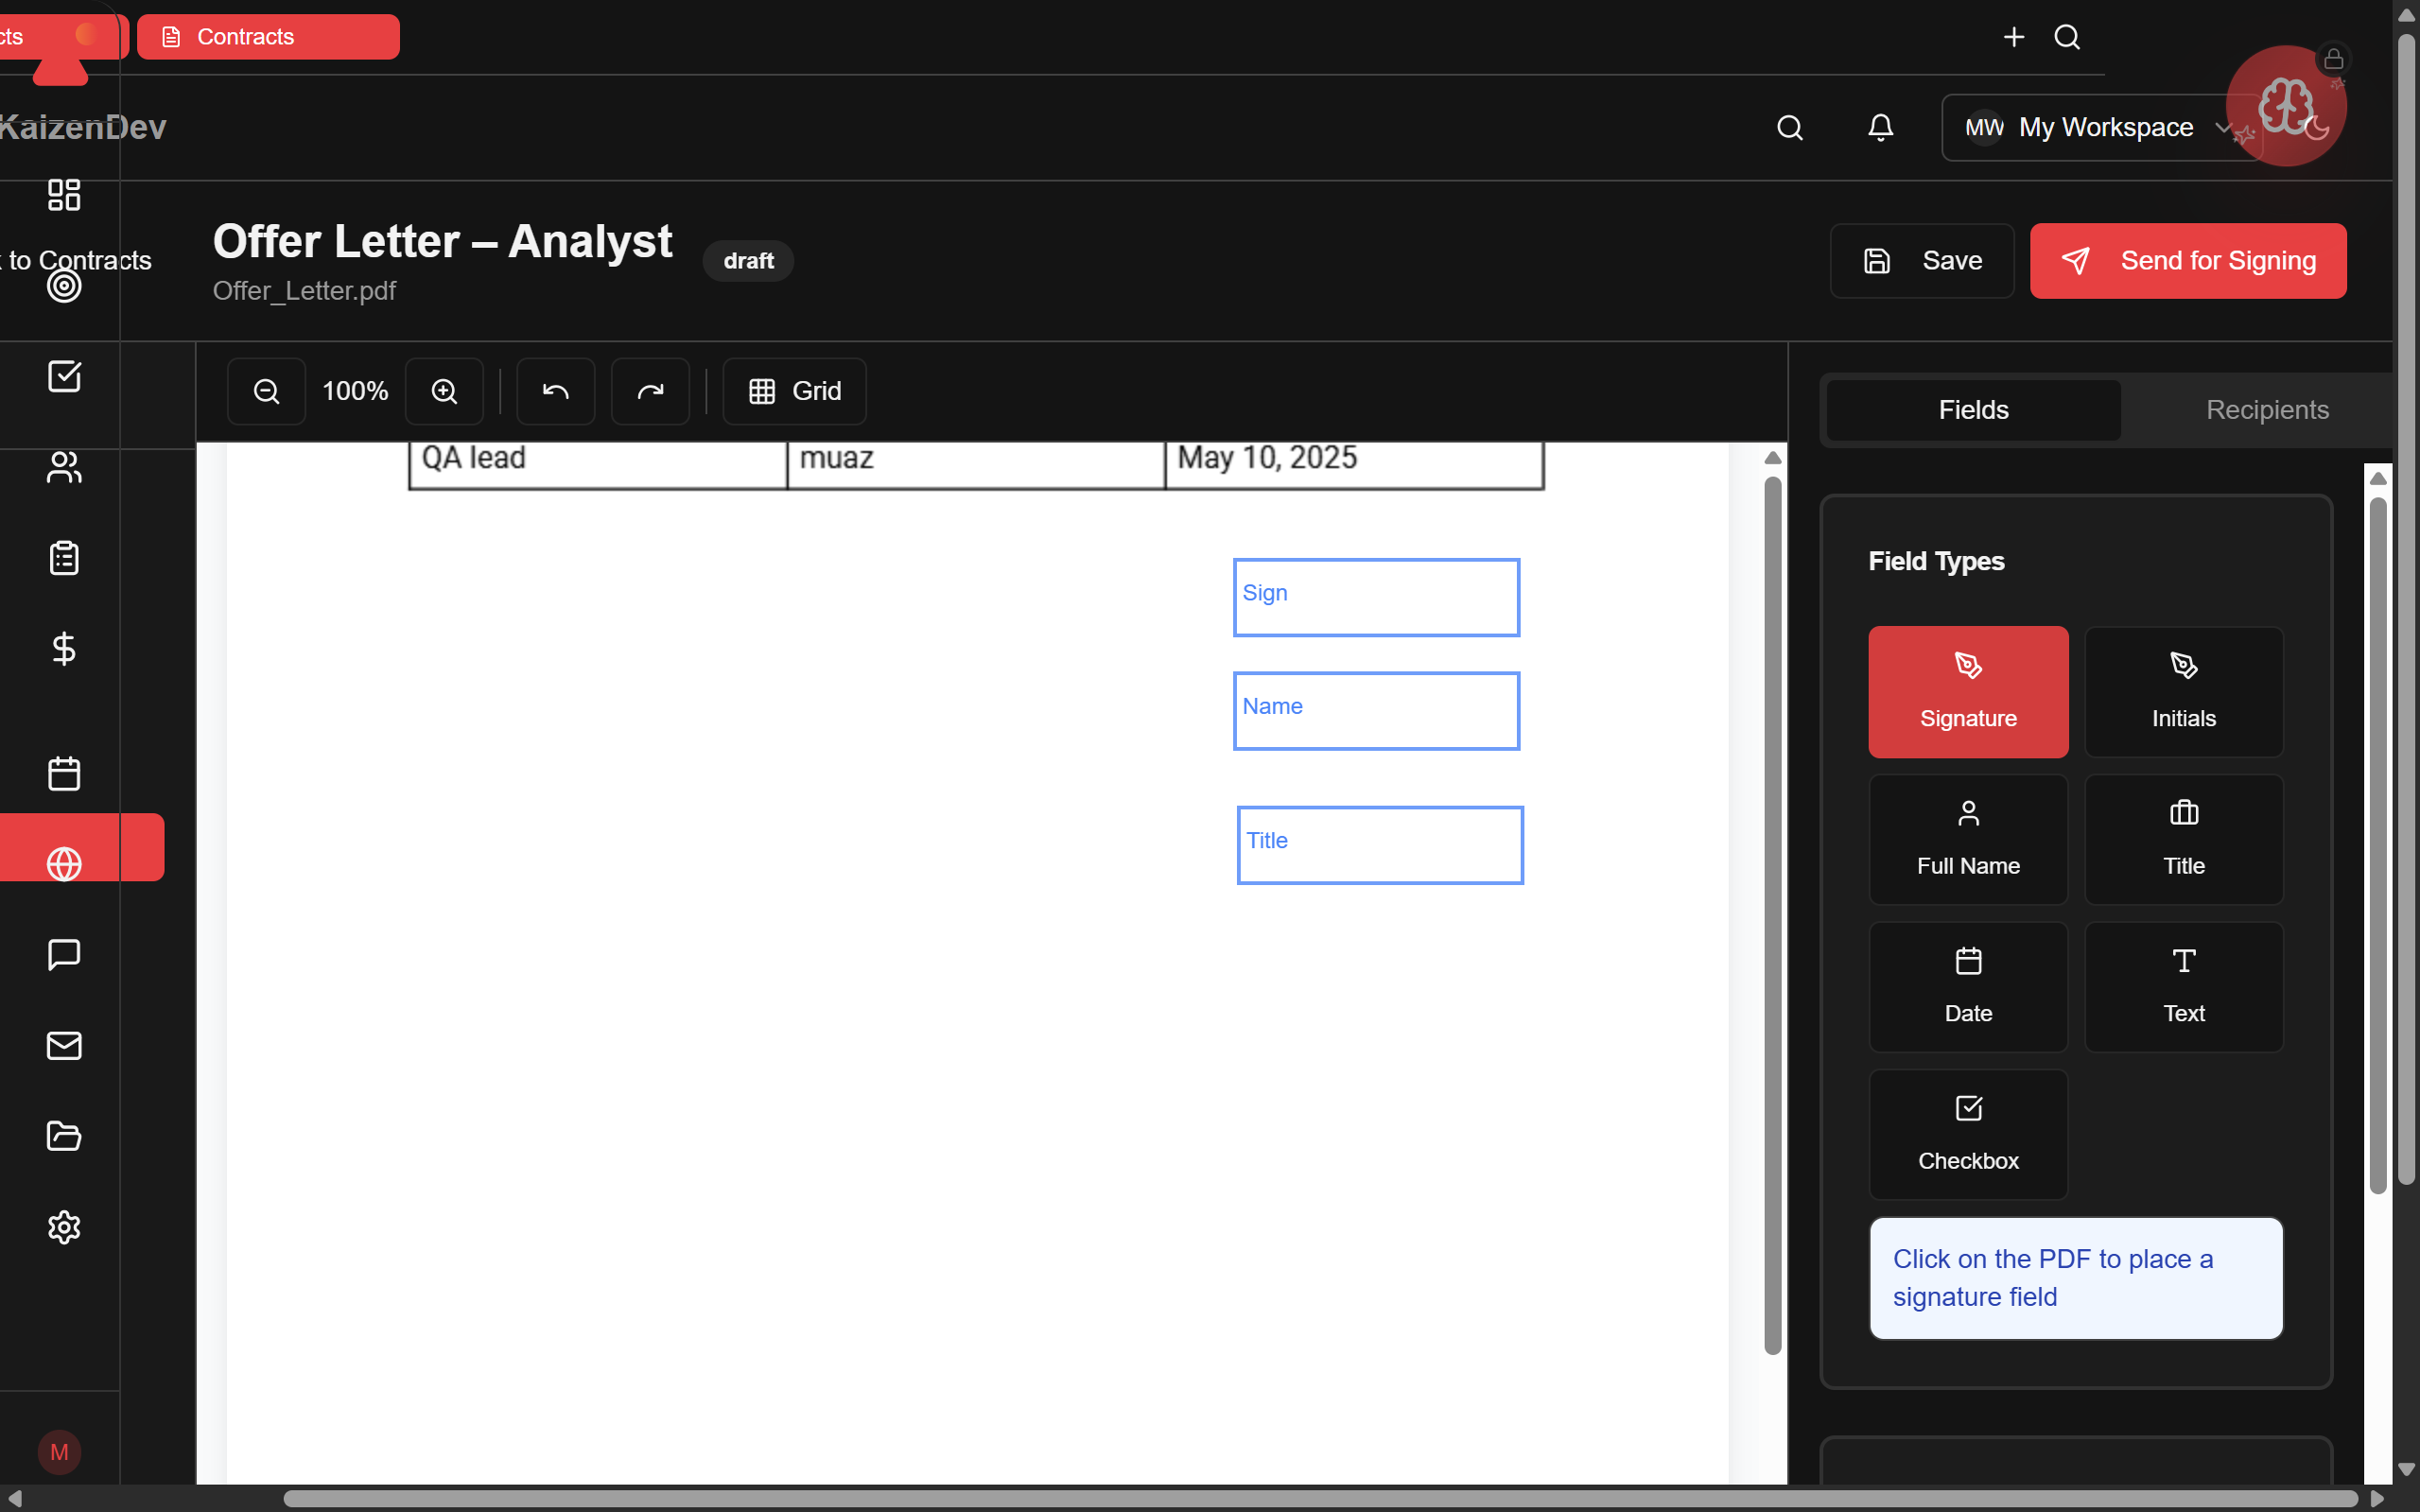 cts
Contracts
KaizenDev
MW My Workspace
to Contracts
Offer Letter – Analyst
draft
Offer_Letter.pdf
Save
Send for Signing
100%
Grid
Fields
Recipients
QA lead
muaz
May 10, 2025
Sign
Name
Title
Field Types
Signature
Initials
Full Name
Title
Date
Text
Checkbox
Click on the PDF to place a
signature field
M